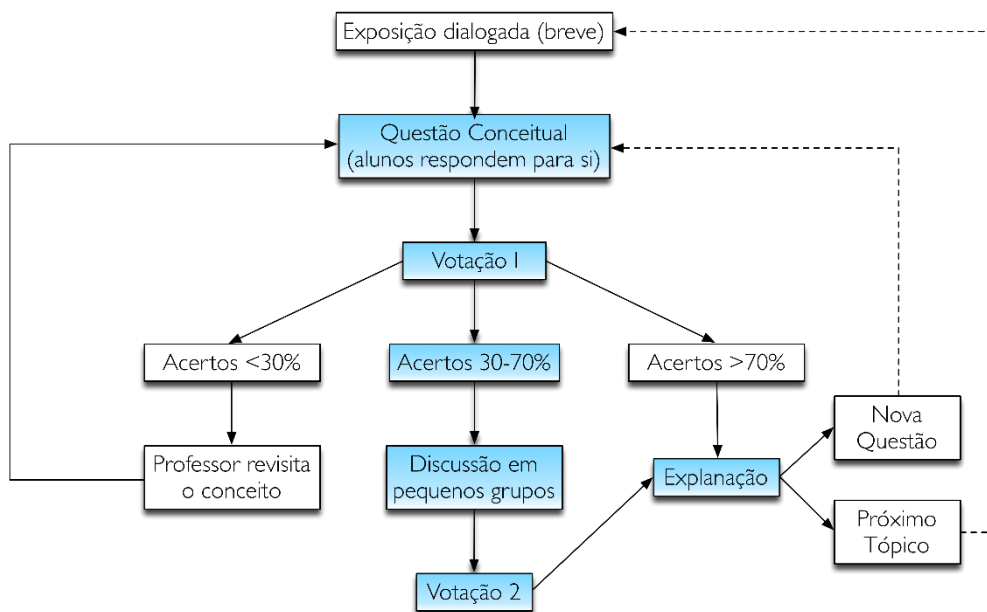 Exposição dialogada (breve)
Questão Conceitual
(alunos respondem para si)
Votação 1
Acertos <30%
Acertos 30-70%
Acertos >70%
Professor revisita
o conceito
Discussão em
pequenos grupos
Explanação
Nova
Questão
Próximo
Tópico
Votação 2